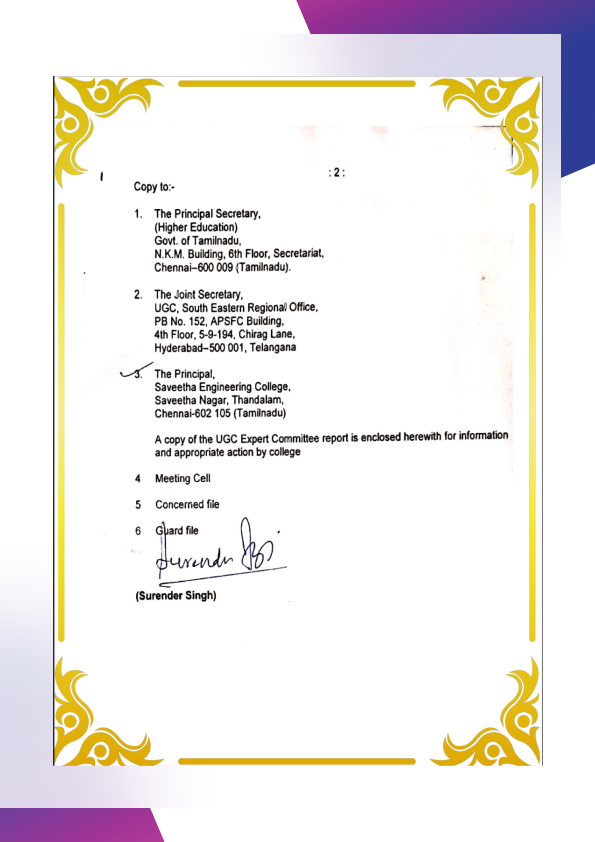 : 2 :
Copy to:-
1. The Principal Secretary,
(Higher Education)
Govt. of Tamilnadu,
N.K.M. Building, 6th Floor, Secretariat,
Chennai–600 009 (Tamilnadu).
2. The Joint Secretary,
UGC, South Eastern Regional Office,
PB No. 152, APSFC Building,
4th Floor, 5-9-194, Chirag Lane,
Hyderabad–500 001, Telangana
3. The Principal,
Saveetha Engineering College,
Saveetha Nagar, Thandalam,
Chennai-602 105 (Tamilnadu)
A copy of the UGC Expert Committee report is enclosed herewith for information
and appropriate action by college
4 Meeting Cell
5 Concerned file
6 Guard file
Surender
(Surender Singh)